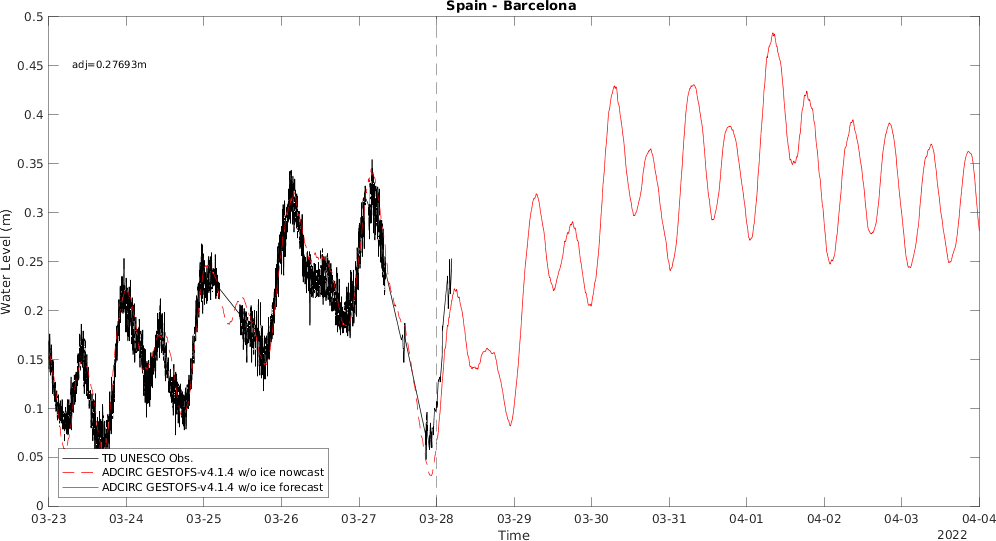 Spain - Barcelona
0.5
0.45
0.4
0.35
0.3
0.25
0.2
0.15
0.1
0.05
0
Water Level (m)
adj=0.27693m
TD UNESCO Obs.
ADCIRC GESTOFS-v4.1.4 w/o ice nowcast
ADCIRC GESTOFS-v4.1.4 w/o ice forecast
03-23 03-24 03-25 03-26 03-27 03-28 03-29 03-30 03-31 04-01 04-02 04-03 04-04
Time
2022